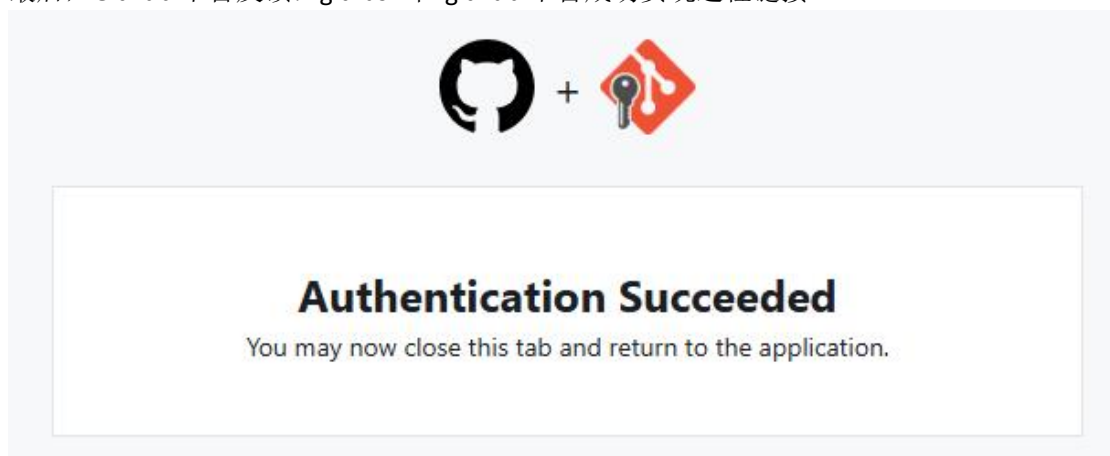 +
Authentication Succeeded
You may now close this tab and return to the application.